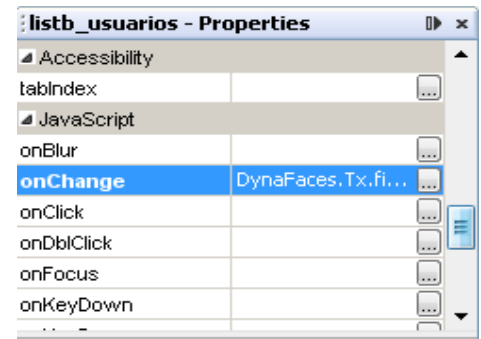 listb_usuarios - Properties
Accessibility
tabIndex ...
JavaScript
onBlur ...
onChange DynaFaces.Tx.fi... ...
onClick ...
onDblClick ...
onFocus ...
onKeyDown ...